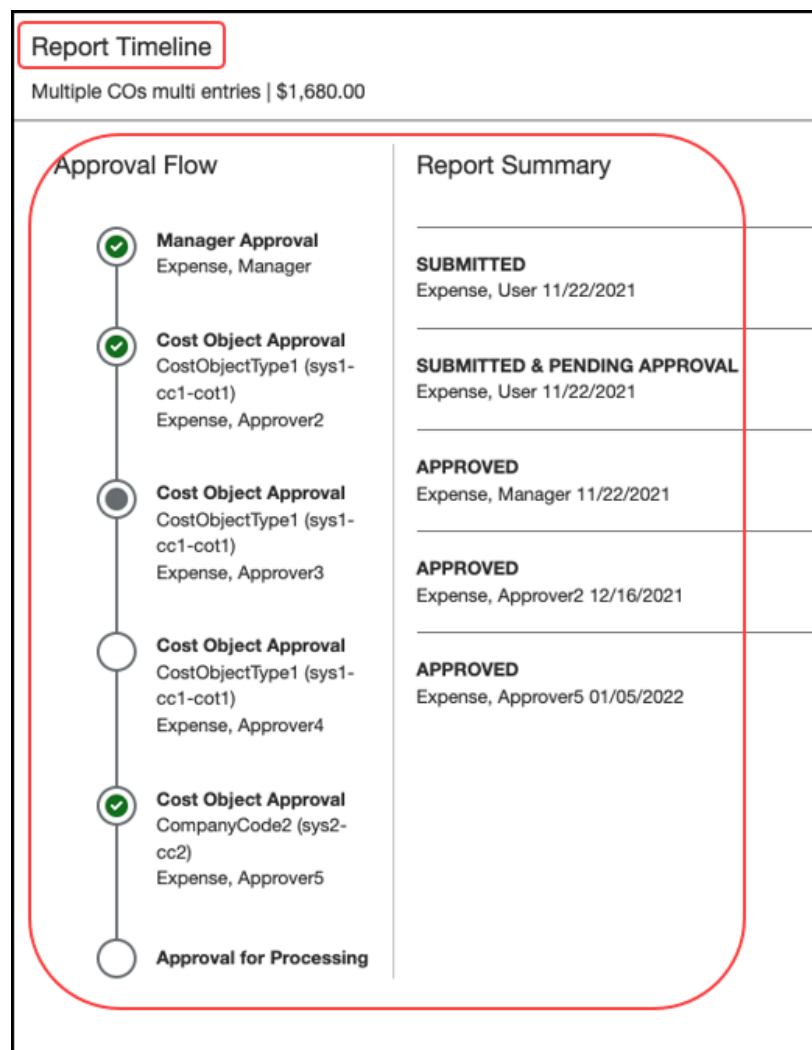 Report Timeline
Multiple COs multi entries | $1,680.00
Approval Flow
Manager Approval
Expense, Manager
Cost Object Approval
CostObjectType1 (sys1-
cc1-cot1)
Expense, Approver2
Cost Object Approval
CostObjectType1 (sys1-
cc1-cot1)
Expense, Approver3
Cost Object Approval
CostObjectType1 (sys1-
cc1-cot1)
Expense, Approver4
Cost Object Approval
CompanyCode2 (sys2-
cc2)
Expense, Approver5
Approval for Processing
Report Summary
SUBMITTED
Expense, User 11/22/2021
SUBMITTED & PENDING APPROVAL
Expense, User 11/22/2021
APPROVED
Expense, Manager 11/22/2021
APPROVED
Expense, Approver2 12/16/2021
APPROVED
Expense, Approver5 01/05/2022